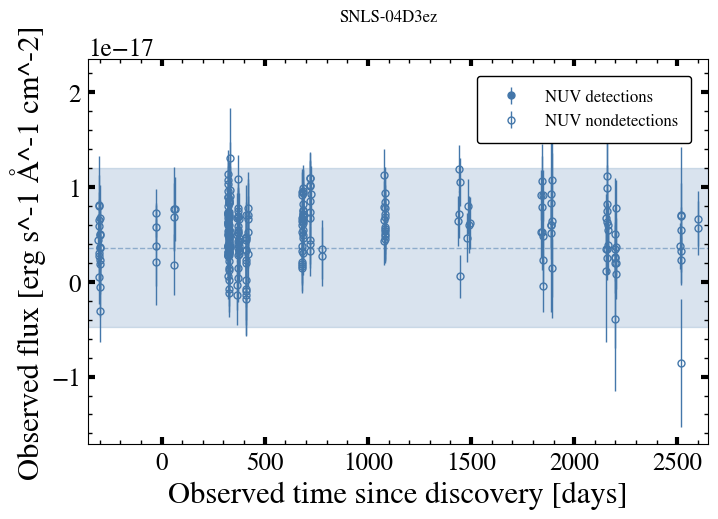 SNLS-04D3ez
1e−17
NUV detections
NUV nondetections
2
1
0
−1
0
500
1000
1500
2000
2500
Observed time since discovery [days]
Observed flux [erg s^-1 Å^-1 cm^-2]